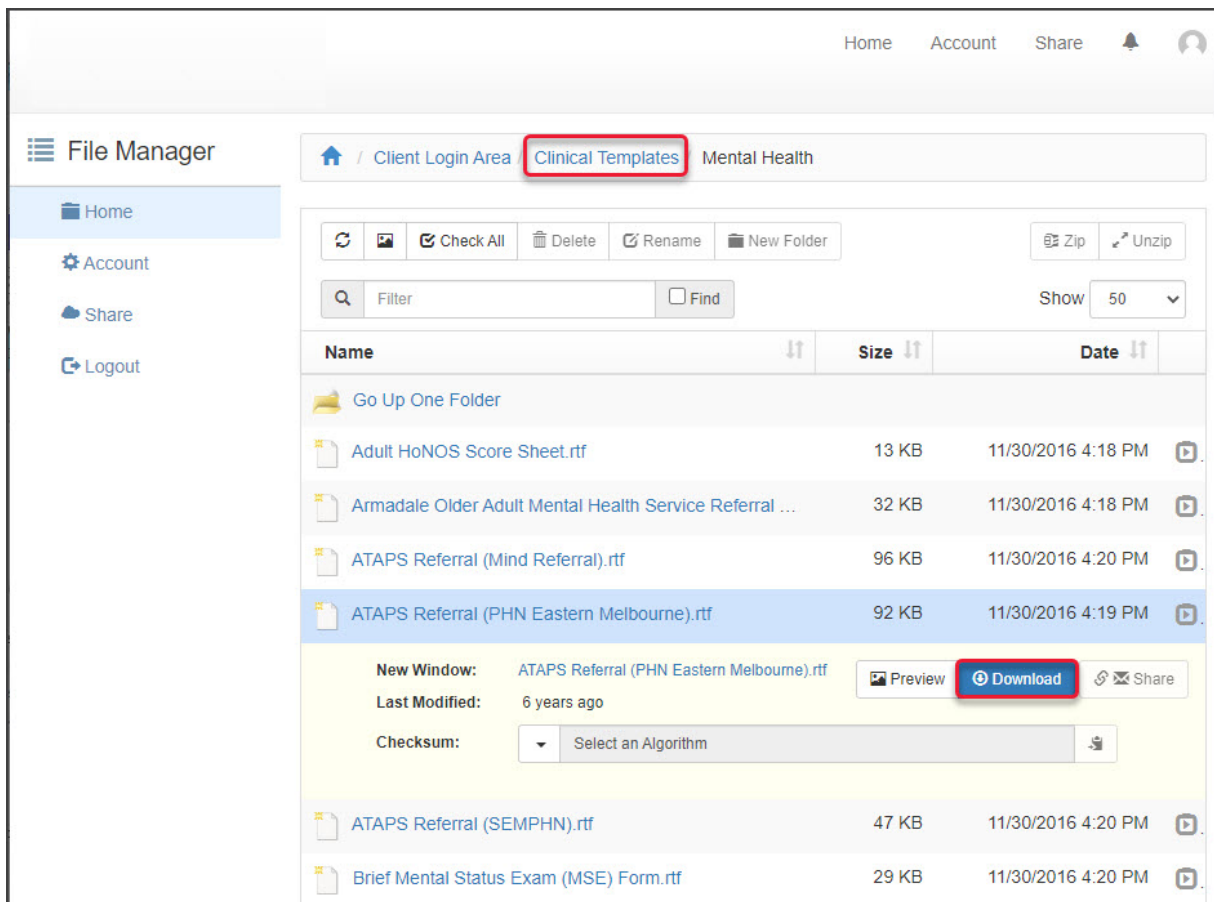 Home Account Share
File Manager
/ Client Login Area / Clinical Templates / Mental Health
Home
Account
Share
Logout
Check All Delete Rename New Folder Zip Unzip
Filter Find Show 50
Name Size Date
Go Up One Folder
Adult HoNOS Score Sheet.rtf 13 KB 11/30/2016 4:18 PM
Armadale Older Adult Mental Health Service Referral ... 32 KB 11/30/2016 4:18 PM
ATAPS Referral (Mind Referral).rtf 96 KB 11/30/2016 4:20 PM
ATAPS Referral (PHN Eastern Melbourne).rtf 92 KB 11/30/2016 4:19 PM
New Window: ATAPS Referral (PHN Eastern Melbourne).rtf Preview Download Share
Last Modified: 6 years ago
Checksum: Select an Algorithm
ATAPS Referral (SEMPHN).rtf 47 KB 11/30/2016 4:20 PM
Brief Mental Status Exam (MSE) Form.rtf 29 KB 11/30/2016 4:20 PM